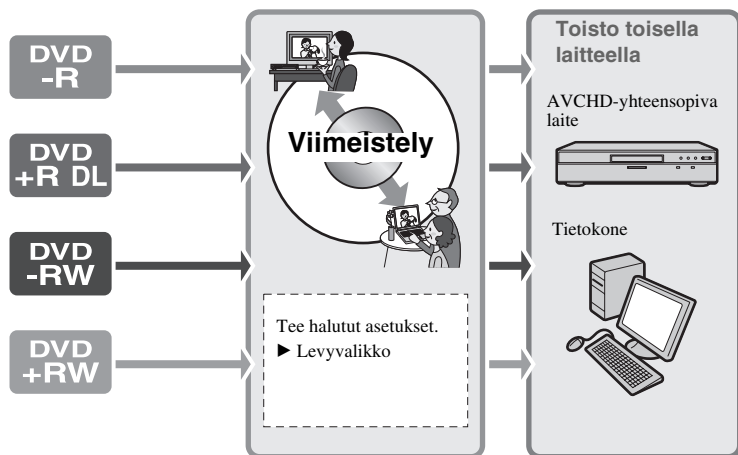 DVD
-R
DVD
+R DL
DVD
-RW
DVD
+RW
Viimeistely
Tee halutut asetukset.
► Levyvalikko
Toisto toisella
laitteella
AVCHD-yhteensopiva
laite
Tietokone